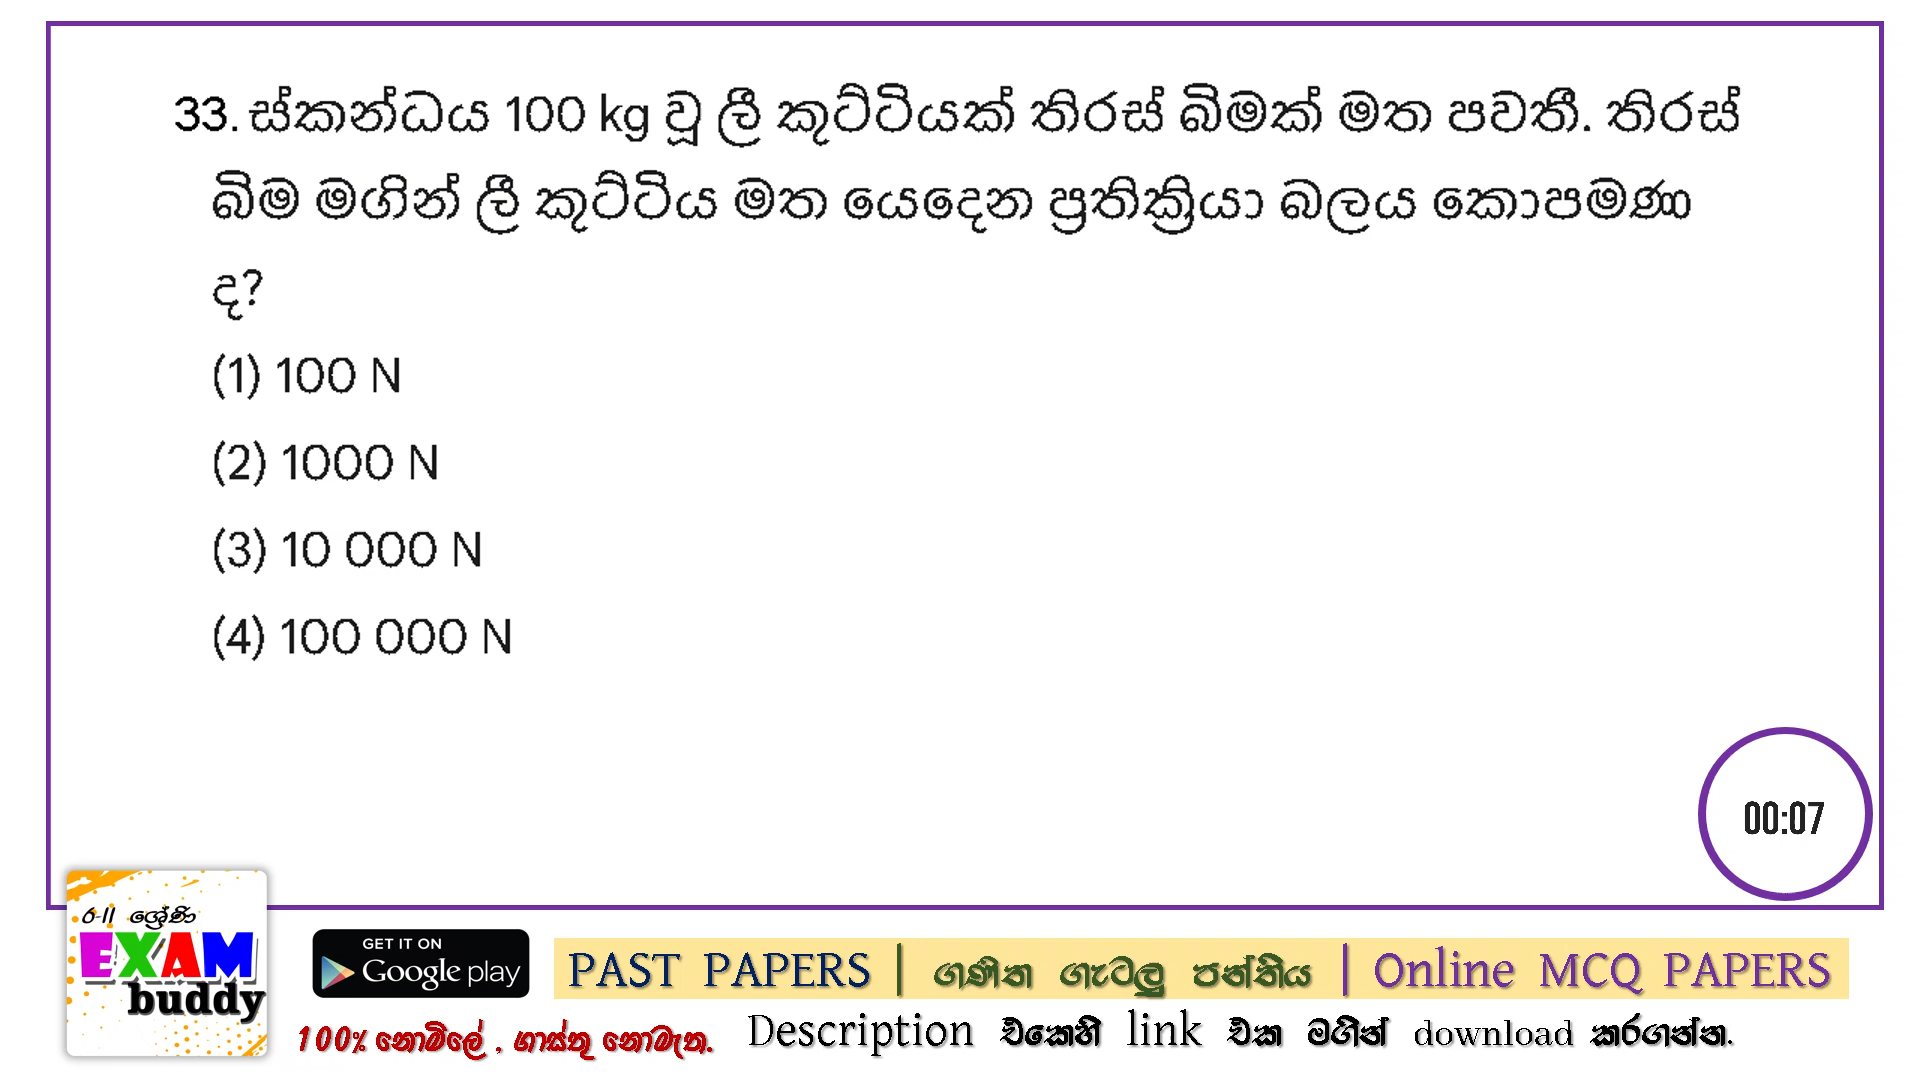 33. ස්කන්ධය 100 kg වූ ලී කුට්ටියක් තිරස් බිමක් මත පවතී. තිරස්
බිම මගින් ලී කුට්ටිය මත යෙදෙන ප්‍රතික්‍රියා බලය කොපමණ
ද?
(1) 100 N
(2) 1000 N
(3) 10 000 N
(4) 100 000 N
00:07
6-11 ශ්‍රේණි
EXAM
buddy
GET IT ON
Google play
PAST PAPERS | ගණිත ගැටලු පන්තිය | Online MCQ PAPERS
100% නොමිලේ , ගාස්තු නොමැත.
Description එකෙහි link එක මගින් download කරගන්න.